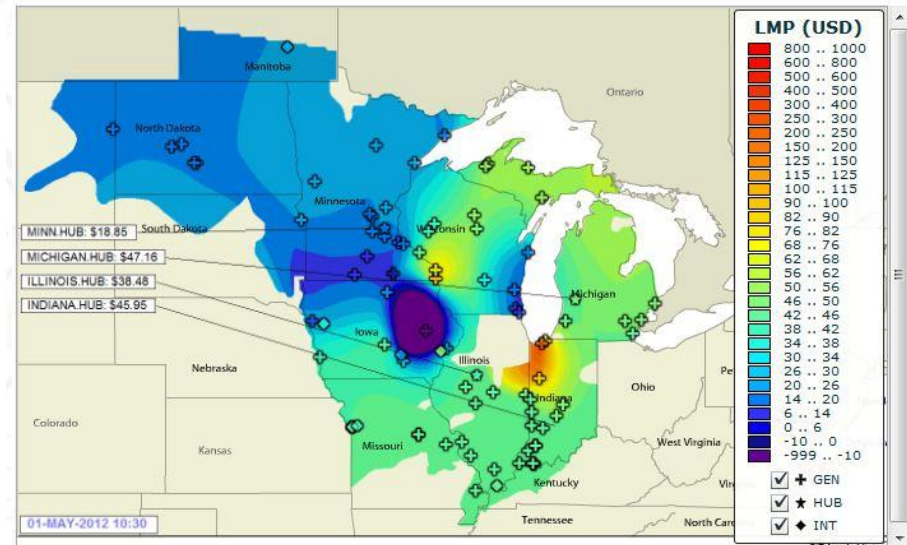 LMP (USD)
800 .. 1000
600 .. 800
500 .. 600
400 .. 500
300 .. 400
250 .. 300
200 .. 250
150 .. 200
125 .. 150
115 .. 125
100 .. 115
90 .. 100
82 .. 90
76 .. 82
68 .. 76
62 .. 68
56 .. 62
50 .. 56
46 .. 50
42 .. 46
38 .. 42
34 .. 38
30 .. 34
26 .. 30
20 .. 26
14 .. 20
6 .. 14
0 .. 6
-10 .. 0
-999 .. -10
GEN
HUB
INT
Manitoba
Ontario
North Dakota
Minnesota
South Dakota
Wisconsin
MINN.HUB: $18.85
MICHIGAN.HUB: $47.16
ILLINOIS.HUB: $38.48
INDIANA.HUB: $45.95
Michigan
Iowa
Illinois
Nebraska
Ohio
Indiana
Colorado
Kansas
Missouri
West Virginia
Kentucky
Tennessee
01-MAY-2012 10:30